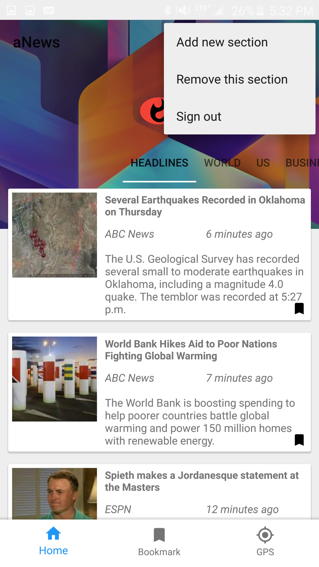 26% 5:32 PM
aNews
Add new section
Remove this section
Sign out
HEADLINES WORLD US BUSIN
Several Earthquakes Recorded in Oklahoma
on Thursday
ABC News 6 minutes ago
The U.S. Geological Survey has recorded
several small to moderate earthquakes in
Oklahoma, including a magnitude 4.0
quake. The temblor was recorded at 5:27
p.m.
World Bank Hikes Aid to Poor Nations
Fighting Global Warming
ABC News 7 minutes ago
The World Bank is boosting spending to
help poorer countries battle global
warming and power 150 million homes
with renewable energy.
Spieth makes a Jordanesque statement at
the Masters
ESPN 12 minutes ago
Home Bookmark GPS